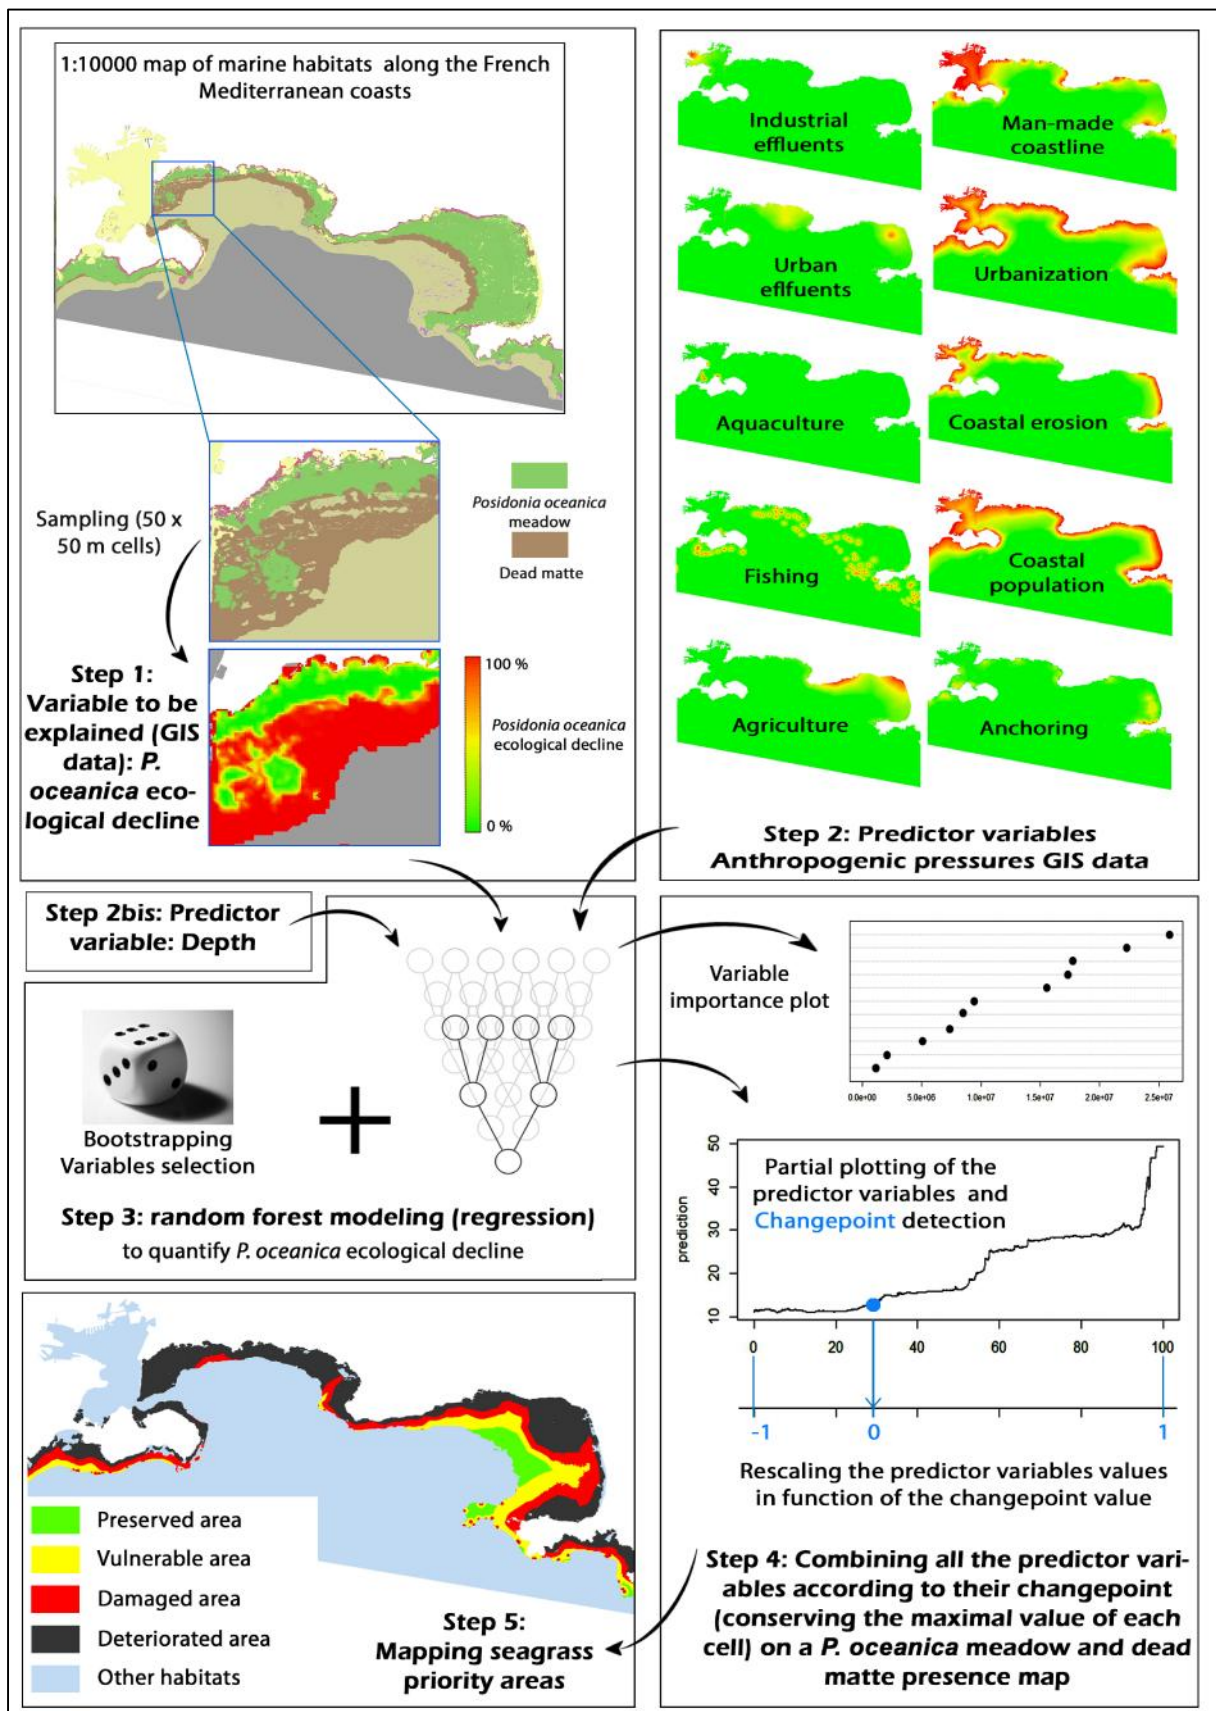 1:10000 map of marine habitats along the French
Mediterranean coasts
Sampling (50 x
50 m cells)
Posidonia oceanica
meadow
Dead matte
Step 1:
Variable to be
explained (GIS
data): P.
oceanica eco-
logical decline
100 %
Posidonia oceanica
ecological decline
0 %
Industrial
effluents
Man-made
coastline
Urban
eflfuents
Urbanization
Aquaculture
Coastal erosion
Fishing
Coastal
population
Agriculture
Anchoring
Step 2: Predictor variables
Anthropogenic pressures GIS data
Step 2bis: Predictor
variable: Depth
Bootstrapping
Variables selection
+
Step 3: random forest modeling (regression)
to quantify P. oceanica ecological decline
Variable
importance plot
0.0e+00 5.0e+06 1.0e+07 1.5e+07 2.0e+07 2.5e+07
Partial plotting of the
predictor variables and
Changepoint detection
prediction
50
40
30
20
10
0 20 40 60 80 100
-1 0 1
Rescaling the predictor variables values
in function of the changepoint value
Step 4: Combining all the predictor vari-
ables according to their changepoint
(conserving the maximal value of each
cell) on a P. oceanica meadow and dead
matte presence map
Preserved area
Vulnerable area
Damaged area
Deteriorated area
Other habitats
Step 5:
Mapping seagrass
priority areas